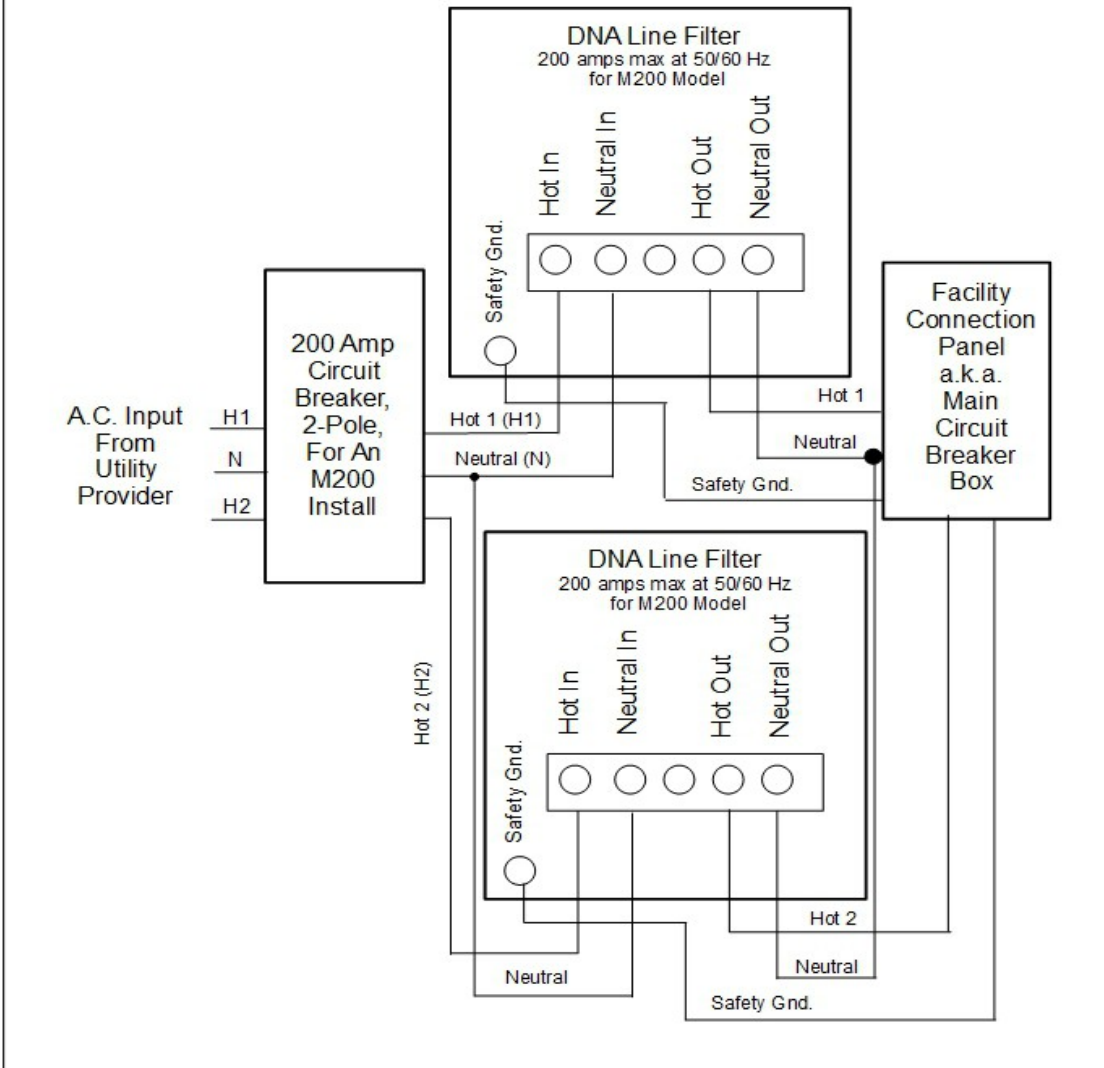 DNA Line Filter
200 amps max at 50/60 Hz
for M200 Model
Hot In
Neutral In
Hot Out
Neutral Out
Safety Gnd.
200 Amp
Circuit
Breaker,
2-Pole,
For An
M200
Install
A.C. Input
From
Utility
Provider
H1
N
H2
Hot 1 (H1)
Neutral (N)
Hot 1
Neutral
Safety Gnd.
Facility
Connection
Panel
a.k.a.
Main
Circuit
Breaker
Box
DNA Line Filter
200 amps max at 50/60 Hz
for M200 Model
Hot In
Neutral In
Hot Out
Neutral Out
Safety Gnd.
Hot 2 (H2)
Hot 2
Neutral
Neutral
Safety Gnd.